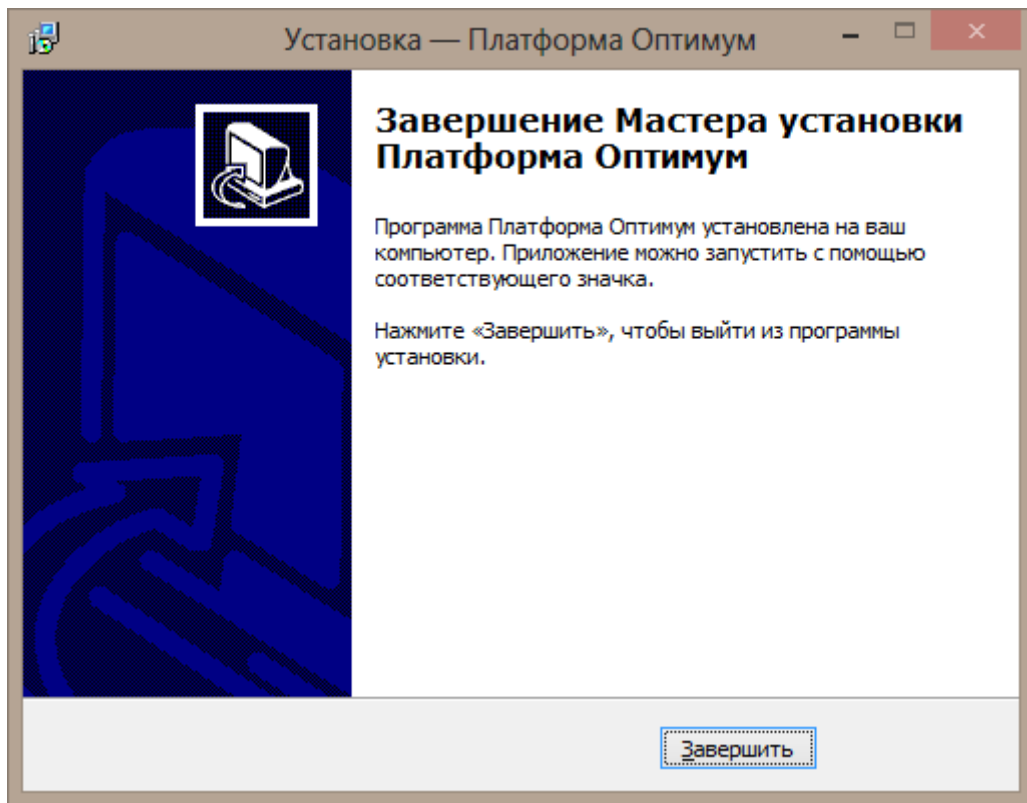 Установка — Платформа Оптимум
Завершение Мастера установки
Платформа Оптимум
Программа Платформа Оптимум установлена на ваш
компьютер. Приложение можно запустить с помощью
соответствующего значка.
Нажмите «Завершить», чтобы выйти из программы
установки.
Завершить